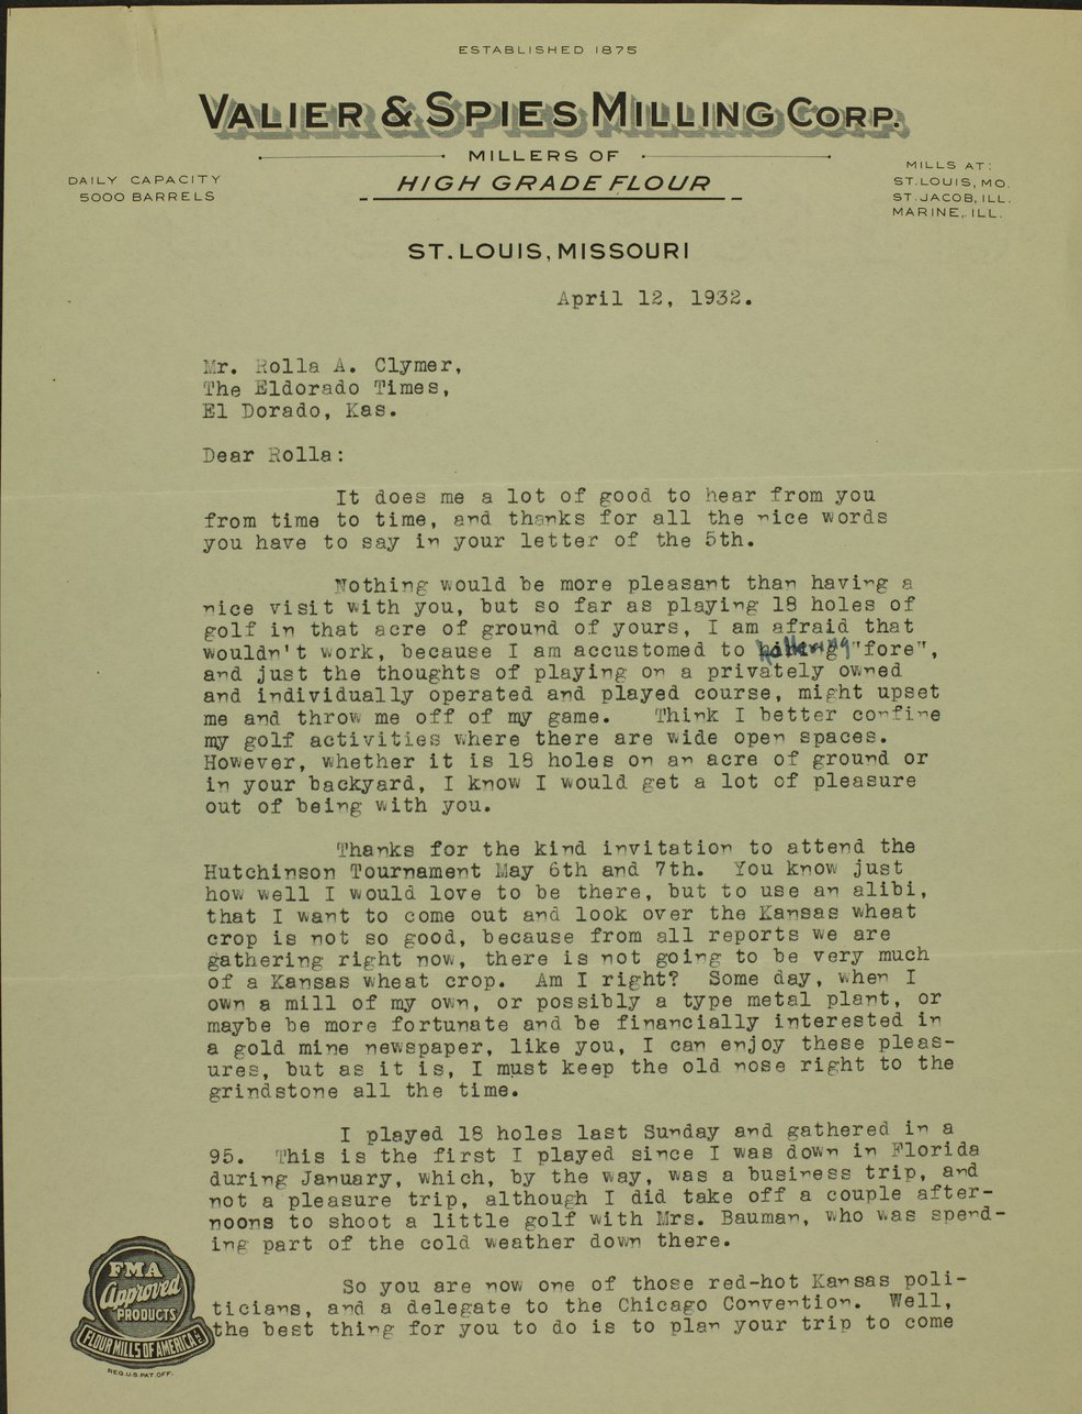 ESTABLISHED 1875
VALIER & SPIES MILLING CORP.
MILLERS OF
HIGH GRADE FLOUR
DAILY CAPACITY
5000 BARRELS
MILLS AT:
ST. LOUIS, MO.
ST. JACOB, ILL.
MARINE, ILL.
ST. LOUIS, MISSOURI
April 12, 1932.
Mr. Rolla A. Clymer,
The Eldorado Times,
El Dorado, Kas.
Dear Rolla:
It does me a lot of good to hear from you
from time to time, and thanks for all the nice words
you have to say in your letter of the 5th.
Nothing would be more pleasant than having a
nice visit with you, but so far as playing 18 holes of
golf in that acre of ground of yours, I am afraid that
wouldn't work, because I am accustomed to "fore",
and just the thoughts of playing on a privately owned
and individually operated and played course, might upset
me and throw me off of my game. Think I better confine
my golf activities where there are wide open spaces.
However, whether it is 18 holes on an acre of ground or
in your backyard, I know I would get a lot of pleasure
out of being with you.
Thanks for the kind invitation to attend the
Hutchinson Tournament May 6th and 7th. You know just
how well I would love to be there, but to use an alibi,
that I want to come out and look over the Kansas wheat
crop is not so good, because from all reports we are
gathering right now, there is not going to be very much
of a Kansas wheat crop. Am I right? Some day, when I
own a mill of my own, or possibly a type metal plant, or
maybe be more fortunate and be financially interested in
a gold mine newspaper, like you, I can enjoy these pleas-
ures, but as it is, I must keep the old nose right to the
grindstone all the time.
I played 18 holes last Sunday and gathered in a
95. This is the first I played since I was down in Florida
during January, which, by the way, was a business trip, and
not a pleasure trip, although I did take off a couple after-
noons to shoot a little golf with Mrs. Bauman, who was spend-
ing part of the cold weather down there.
So you are now one of those red-hot Kansas poli-
ticians, and a delegate to the Chicago Convention. Well,
the best thing for you to do is to plan your trip to come
FMA
Approved
PRODUCTS
FLOUR MILLS OF AMERICA
REG. U.S. PAT. OFF.